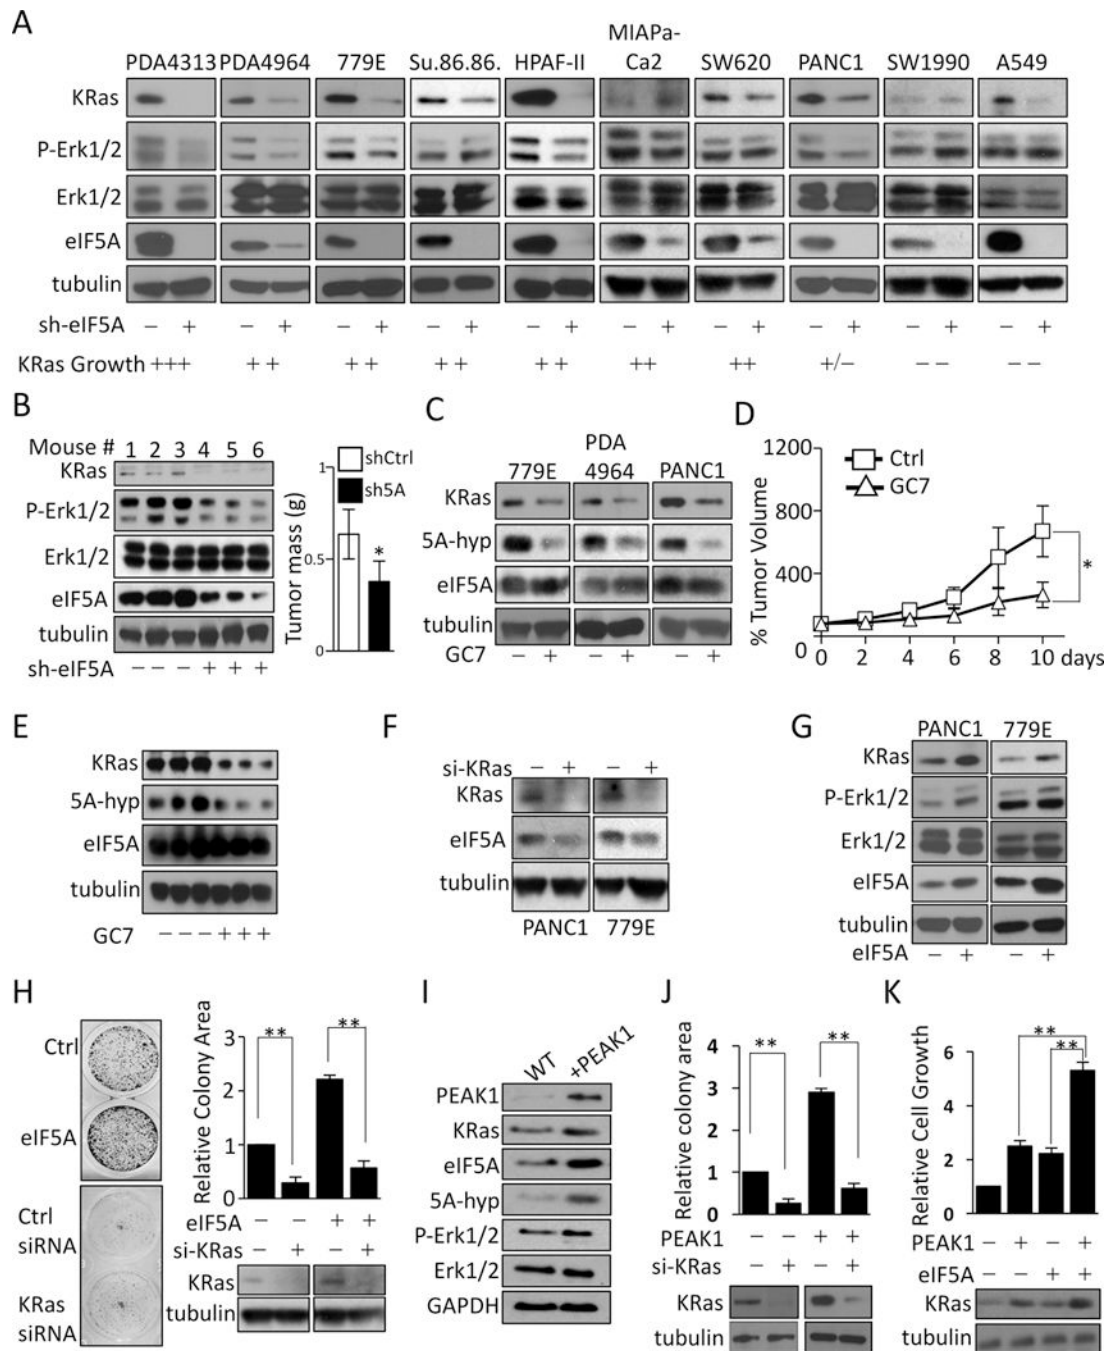 A
MIAPa-
PDA4313 PDA4964 779E Su.86.86. HPAF-II Ca2 SW620 PANC1 SW1990 A549
KRas
P-Erk1/2
Erk1/2
eIF5A
tubulin
sh-eIF5A − + − + − + − + − + − + − + − + − + − +
KRas Growth +++ ++ ++ ++ ++ ++ ++ +/− −− −−
B
Mouse # 1 2 3 4 5 6
KRas
P-Erk1/2
Erk1/2
eIF5A
tubulin
sh-eIF5A − − − + + +
Tumor mass (g)
1
0.5
0
shCtrl
sh5A
*
C
PDA
779E 4964 PANC1
KRas
5A-hyp
eIF5A
tubulin
GC7 − + − + − +
D
% Tumor Volume
1200
800
400
0
Ctrl
GC7
*
0 2 4 6 8 10 days
E
KRas
5A-hyp
eIF5A
tubulin
GC7 − − − + + +
F
si-KRas − + − +
KRas
eIF5A
tubulin
PANC1 779E
G
PANC1 779E
KRas
P-Erk1/2
Erk1/2
eIF5A
tubulin
eIF5A − + − +
H
Ctrl
eIF5A
Ctrl
siRNA
KRas
siRNA
Relative Colony Area
3
2
1
0
** **
eIF5A − − + +
si-KRas − + − +
KRas
tubulin
I
WT +PEAK1
PEAK1
KRas
eIF5A
5A-hyp
P-Erk1/2
Erk1/2
GAPDH
J
Relative colony area
4
3
2
1
0
** **
PEAK1 − − + +
si-KRas − + − +
KRas
tubulin
K
Relative Cell Growth
6
4
2
0
**
**
PEAK1 − + − +
eIF5A − − + +
KRas
tubulin